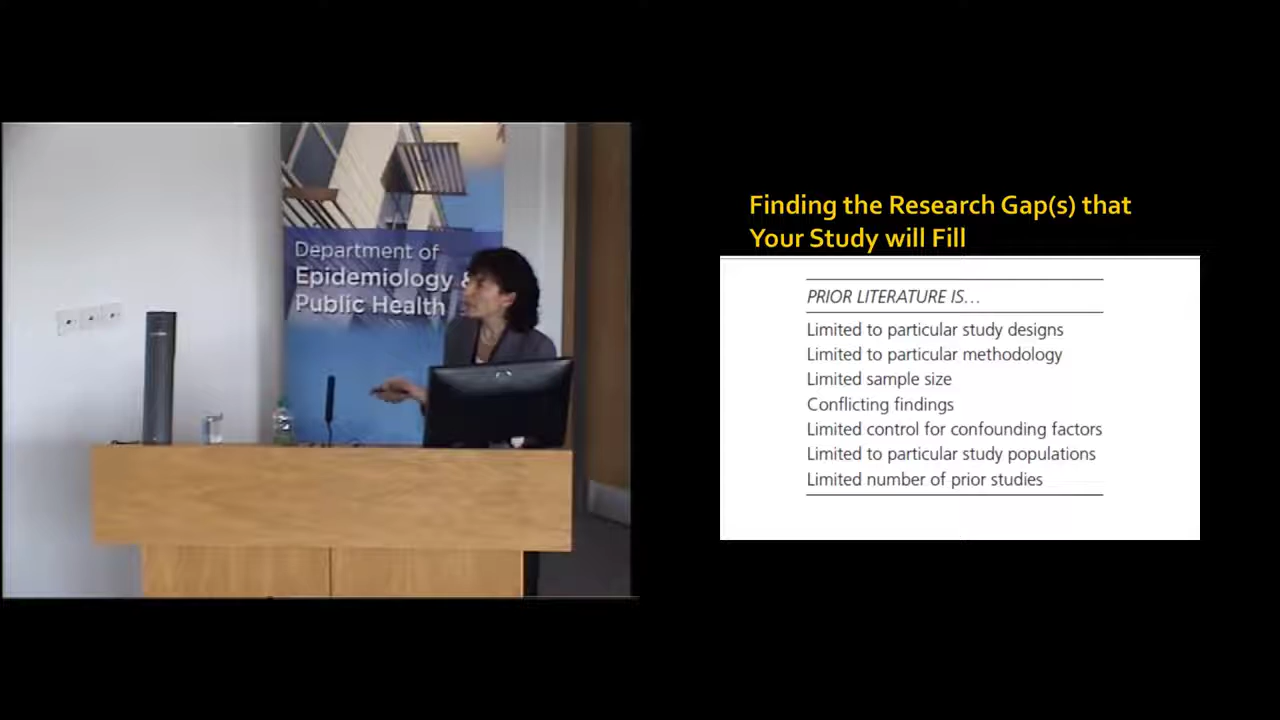 Department of
Epidemiology &
Public Health
Finding the Research Gap(s) that
Your Study will Fill
PRIOR LITERATURE IS...
Limited to particular study designs
Limited to particular methodology
Limited sample size
Conflicting findings
Limited control for confounding factors
Limited to particular study populations
Limited number of prior studies